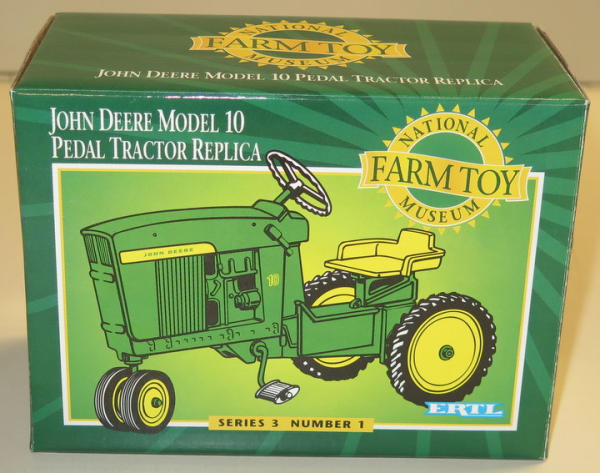 NATIONAL
FARM TOY
MUSEUM
JOHN DEERE MODEL 10 PEDAL TRACTOR REPLICA
JOHN DEERE MODEL 10
PEDAL TRACTOR REPLICA
NATIONAL
FARM TOY
MUSEUM
JOHN DEERE
10
ERTL
SERIES 3 NUMBER 1